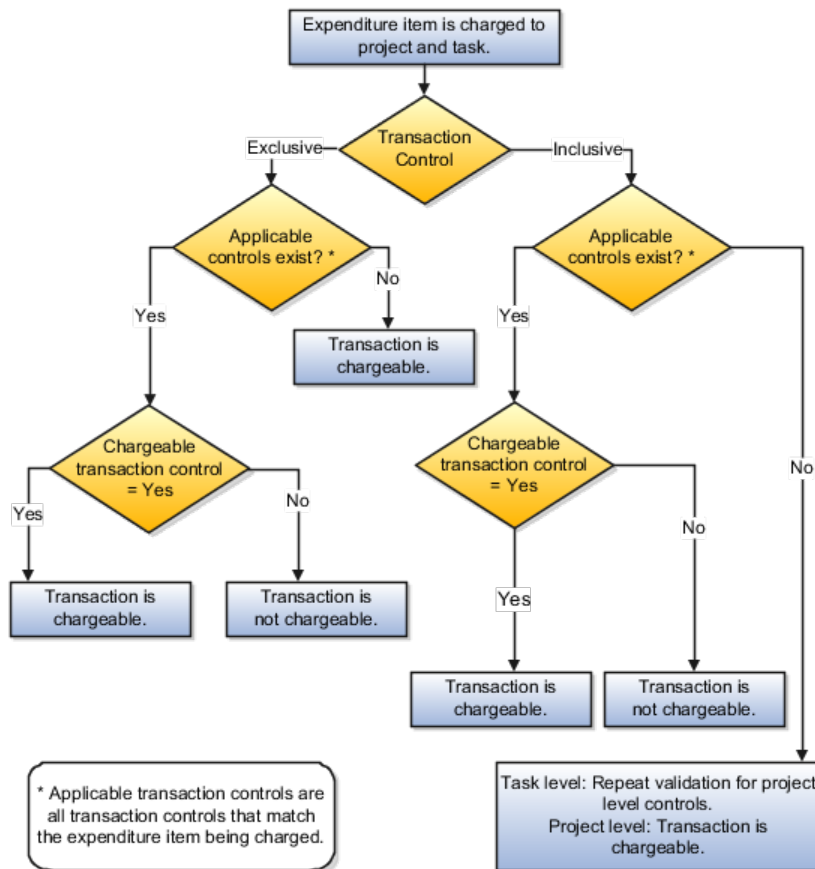 Expenditure item is charged to
project and task.
Transaction
Control
Exclusive
Inclusive
Applicable
controls exist? *
Applicable
controls exist? *
No
Yes
Yes
Transaction is
chargeable.
Chargeable
transaction control
= Yes
Chargeable
transaction control
= Yes
No
Yes
No
No
Yes
Transaction is
chargeable.
Transaction is
not chargeable.
Transaction is
chargeable.
Transaction is
not chargeable.
* Applicable transaction controls are
all transaction controls that match
the expenditure item being charged.
Task level: Repeat validation for project
level controls.
Project level: Transaction is
chargeable.